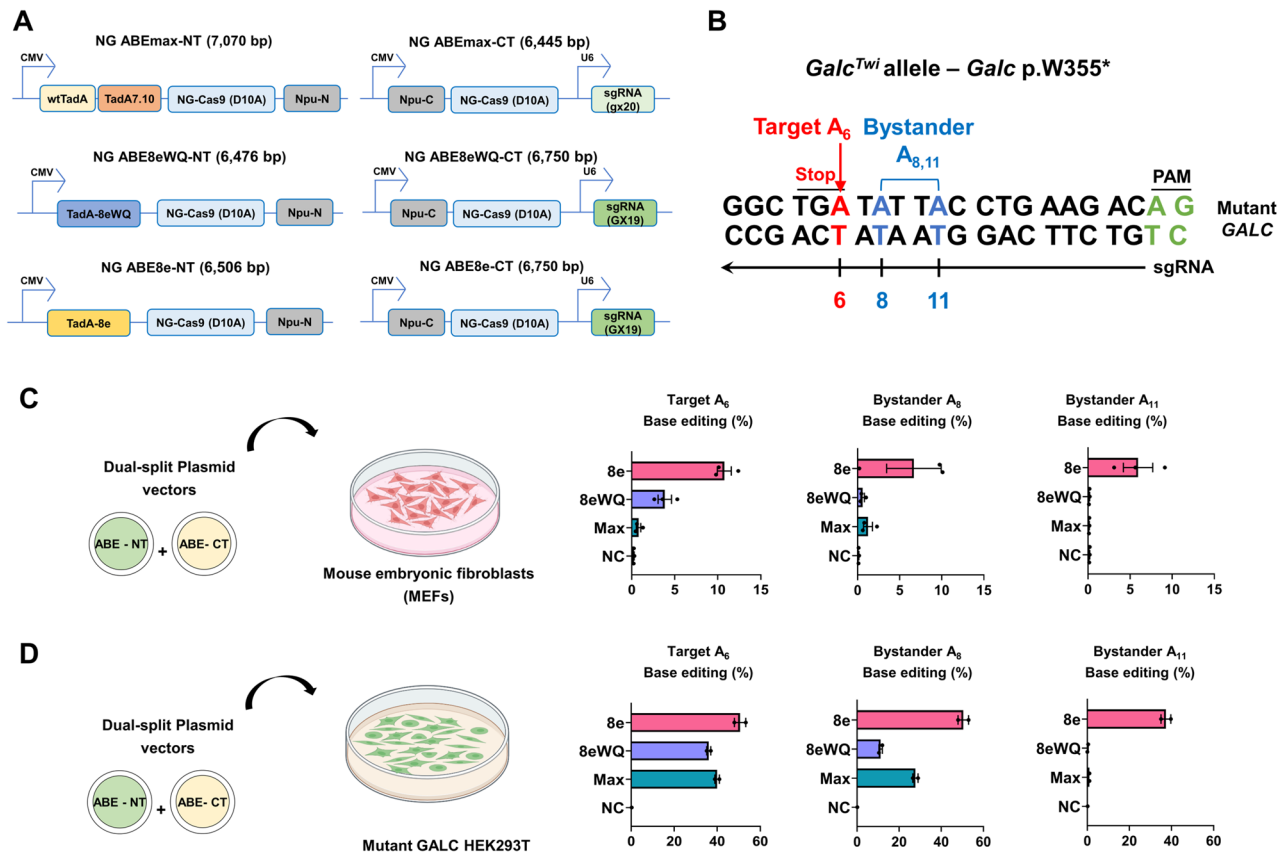 A
NG ABEmax-NT (7,070 bp)
CMV
wtTadA TadA7.10 NG-Cas9 (D10A) Npu-N
NG ABEmax-CT (6,445 bp)
CMV U6
Npu-C NG-Cas9 (D10A) sgRNA
(gx20)
NG ABE8eWQ-NT (6,476 bp)
CMV
TadA-8eWQ NG-Cas9 (D10A) Npu-N
NG ABE8eWQ-CT (6,750 bp)
CMV U6
Npu-C NG-Cas9 (D10A) sgRNA
(GX19)
NG ABE8e-NT (6,506 bp)
CMV
TadA-8e NG-Cas9 (D10A) Npu-N
NG ABE8e-CT (6,750 bp)
CMV U6
Npu-C NG-Cas9 (D10A) sgRNA
(GX19)
B
Galc^Twi allele – Galc p.W355*
Target A₆ Bystander
A₈,₁₁
Stop PAM
GGC TGA TAT TAC CTG AAG ACA G
CCG ACT ATA ATG GAC TTC TGT C
Mutant
GALC
sgRNA
6 8 11
C
Dual-split Plasmid
vectors
ABE - NT + ABE- CT
Mouse embryonic fibroblasts
(MEFs)
Target A₆
Base editing (%)
8e
8eWQ
Max
NC
0 5 10 15
Bystander A₈
Base editing (%)
8e
8eWQ
Max
NC
0 5 10 15
Bystander A₁₁
Base editing (%)
8e
8eWQ
Max
NC
0 5 10 15
D
Dual-split Plasmid
vectors
ABE - NT + ABE- CT
Mutant GALC HEK293T
Target A₆
Base editing (%)
8e
8eWQ
Max
NC
0 20 40 60
Bystander A₈
Base editing (%)
8e
8eWQ
Max
NC
0 20 40 60
Bystander A₁₁
Base editing (%)
8e
8eWQ
Max
NC
0 20 40 60